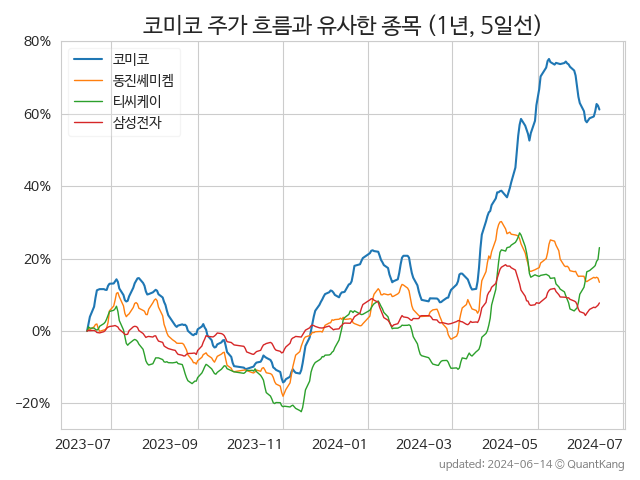 코미코 주가 흐름과 유사한 종목 (1년, 5일선)
80%
코미코
동진쎄미켐
티씨케이
삼성전자
60%
40%
20%
0%
−20%
2023-07 2023-09 2023-11 2024-01 2024-03 2024-05 2024-07
updated: 2024-06-14 © QuantKang